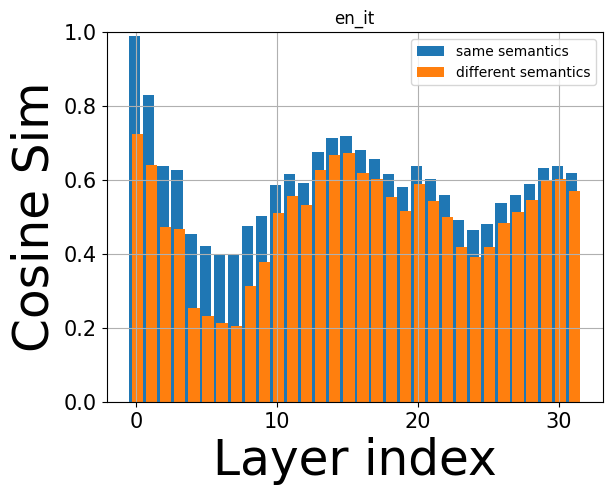 en_it
same semantics
different semantics
Cosine Sim
1.0
0.8
0.6
0.4
0.2
0.0
0 10 20 30
Layer index